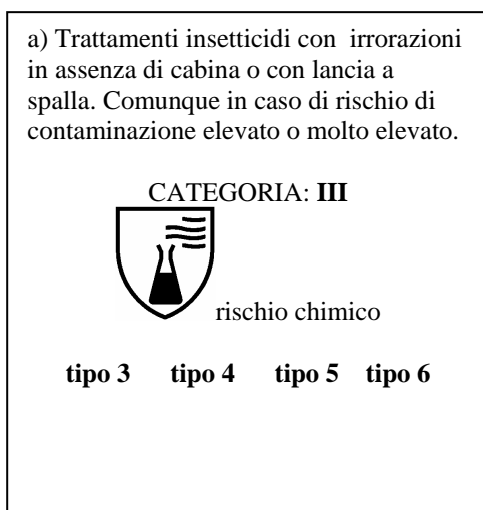 a) Trattamenti insetticidi con irrorazioni
in assenza di cabina o con lancia a
spalla. Comunque in caso di rischio di
contaminazione elevato o molto elevato.
CATEGORIA: III
rischio chimico
tipo 3 tipo 4 tipo 5 tipo 6